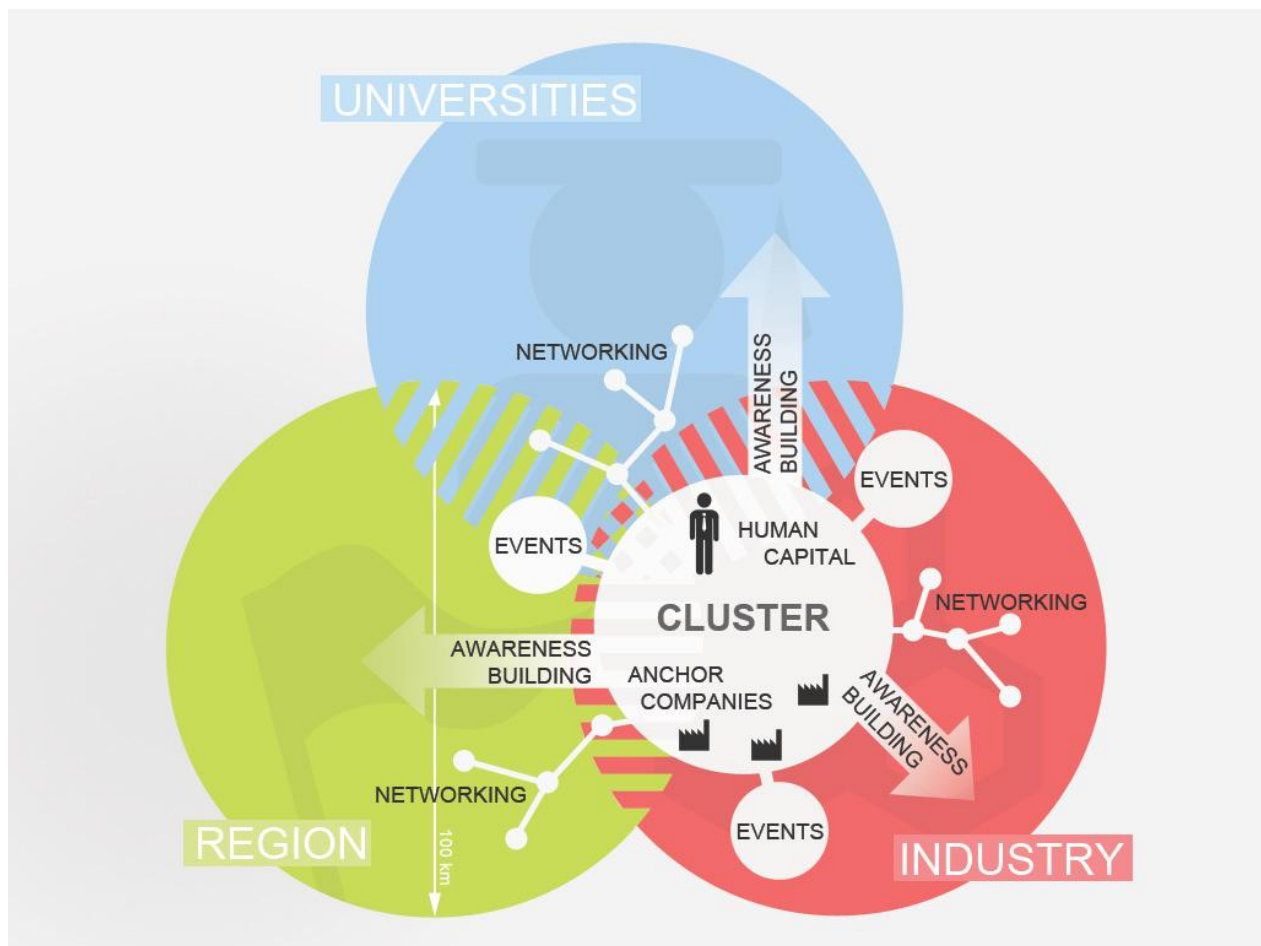 UNIVERSITIES
NETWORKING
AWARENESS
BUILDING
EVENTS
EVENTS
HUMAN
CAPITAL
NETWORKING
CLUSTER
AWARENESS
BUILDING
ANCHOR
COMPANIES
AWARENESS
BUILDING
NETWORKING
EVENTS
REGION
100 km
INDUSTRY